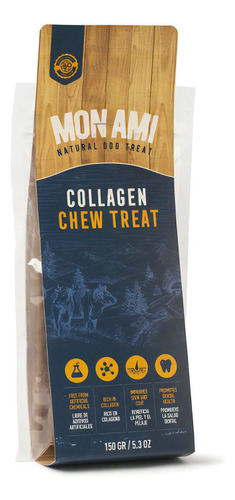 MON AMI
NATURAL DOG TREAT
COLLAGEN
CHEW TREAT
FREE FROM
ARTIFICIAL
CHEMICALS
LIBRE DE
ADITIVOS
ARTIFICIALES
RICH IN
COLLAGEN
RICO EN
COLÁGENO
IMPROVES
SKIN AND
COAT
BENEFICIA
LA PIEL Y EL
PELAJE
PROMOTES
DENTAL
HEALTH
PROMUEVE
LA SALUD
DENTAL
150 GR / 5.3 OZ